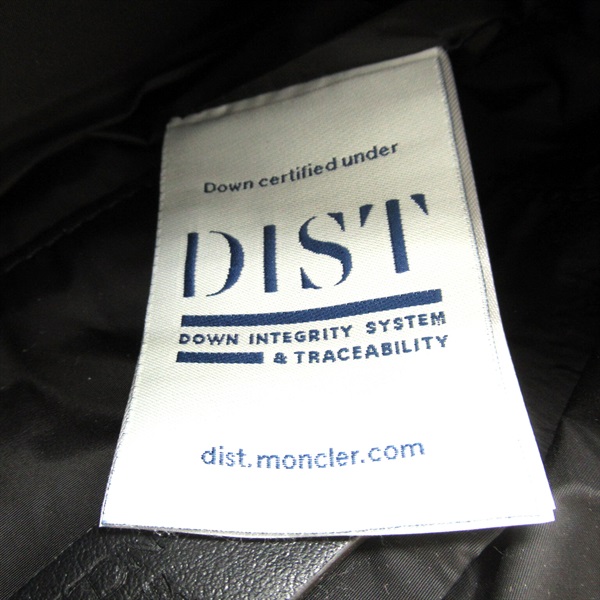 Down certified under
DIST
DOWN INTEGRITY SYSTEM
& TRACEABILITY
dist.moncler.com